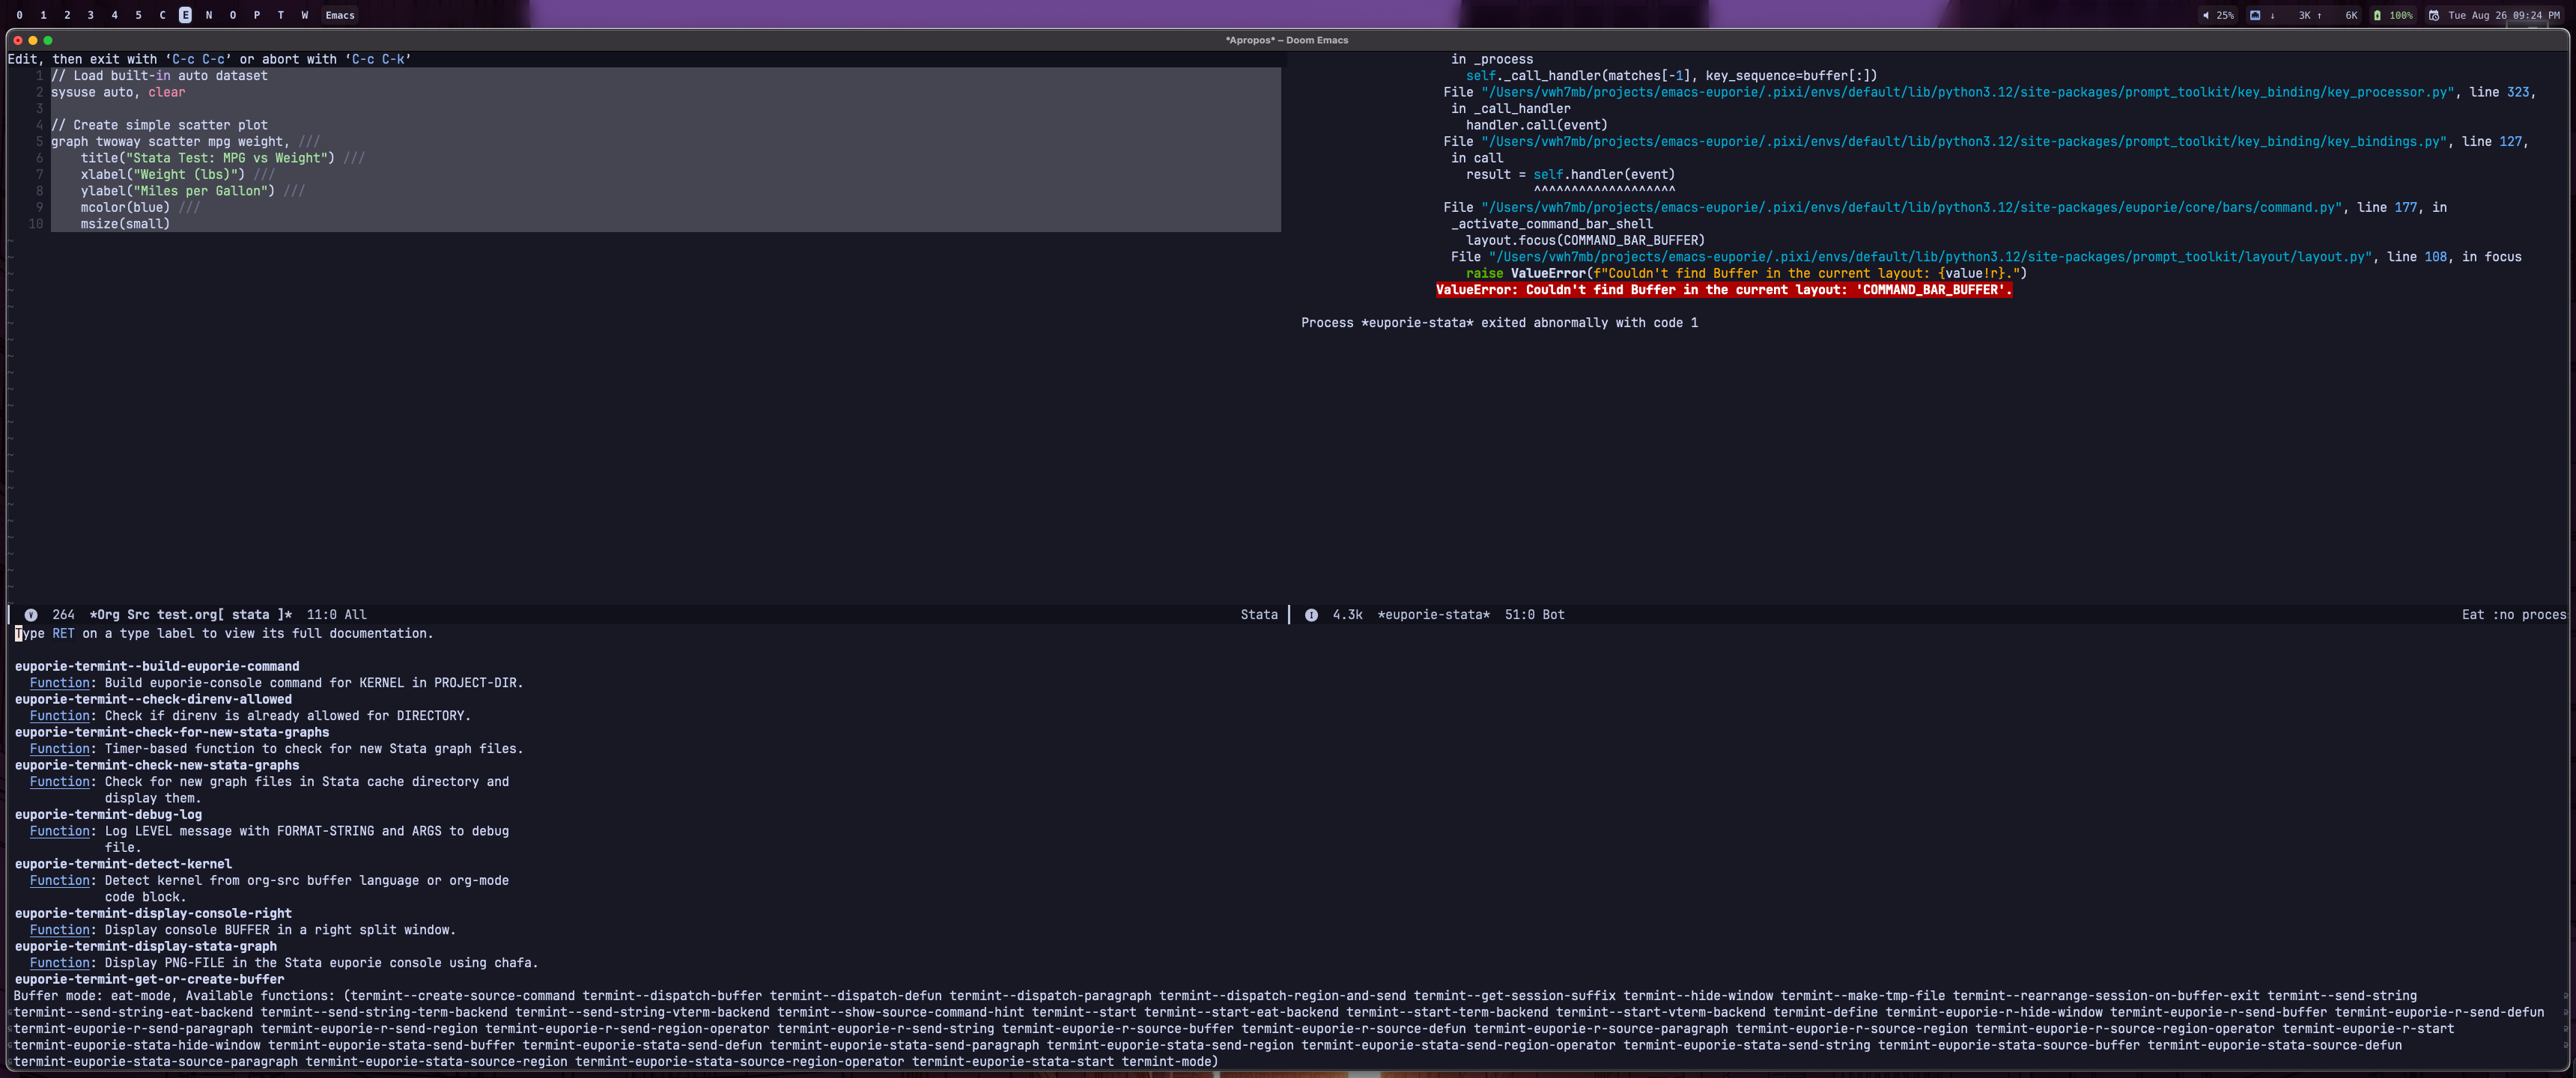 0 1 2 3 4 5 C E N O P T W Emacs
25% ↓ 3K ↑ 6K 100% Tue Aug 26 09:24 PM
*Apropos* – Doom Emacs
Edit, then exit with ‘C-c C-c’ or abort with ‘C-c C-k’
1 // Load built-in auto dataset
2 sysuse auto, clear
3
4 // Create simple scatter plot
5 graph twoway scatter mpg weight, ///
6     title("Stata Test: MPG vs Weight") ///
7     xlabel("Weight (lbs)") ///
8     ylabel("Miles per Gallon") ///
9     mcolor(blue) ///
10     msize(small)
in _process
self._call_handler(matches[-1], key_sequence=buffer[:])
File "/Users/vwh7mb/projects/emacs-euporie/.pixi/envs/default/lib/python3.12/site-packages/prompt_toolkit/key_binding/key_processor.py", line 323,
in _call_handler
handler.call(event)
File "/Users/vwh7mb/projects/emacs-euporie/.pixi/envs/default/lib/python3.12/site-packages/prompt_toolkit/key_binding/key_bindings.py", line 127,
in call
result = self.handler(event)
^^^^^^^^^^^^^^^^^^^
File "/Users/vwh7mb/projects/emacs-euporie/.pixi/envs/default/lib/python3.12/site-packages/euporie/core/bars/command.py", line 177, in
_activate_command_bar_shell
layout.focus(COMMAND_BAR_BUFFER)
File "/Users/vwh7mb/projects/emacs-euporie/.pixi/envs/default/lib/python3.12/site-packages/prompt_toolkit/layout/layout.py", line 108, in focus
raise ValueError(f"Couldn't find Buffer in the current layout: {value!r}.")
ValueError: Couldn't find Buffer in the current layout: 'COMMAND_BAR_BUFFER'.
Process *euporie-stata* exited abnormally with code 1
V 264 *Org Src test.org[ stata ]* 11:0 All Stata
I 4.3k *euporie-stata* 51:0 Bot Eat :no proces
Type RET on a type label to view its full documentation.
euporie-termint--build-euporie-command
Function: Build euporie-console command for KERNEL in PROJECT-DIR.
euporie-termint--check-direnv-allowed
Function: Check if direnv is already allowed for DIRECTORY.
euporie-termint-check-for-new-stata-graphs
Function: Timer-based function to check for new Stata graph files.
euporie-termint-check-new-stata-graphs
Function: Check for new graph files in Stata cache directory and
display them.
euporie-termint-debug-log
Function: Log LEVEL message with FORMAT-STRING and ARGS to debug
file.
euporie-termint-detect-kernel
Function: Detect kernel from org-src buffer language or org-mode
code block.
euporie-termint-display-console-right
Function: Display console BUFFER in a right split window.
euporie-termint-display-stata-graph
Function: Display PNG-FILE in the Stata euporie console using chafa.
euporie-termint-get-or-create-buffer
Buffer mode: eat-mode, Available functions: (termint--create-source-command termint--dispatch-buffer termint--dispatch-defun termint--dispatch-paragraph termint--dispatch-region-and-send termint--get-session-suffix termint--hide-window termint--make-tmp-file termint--rearrange-session-on-buffer-exit termint--send-string
termint--send-string-eat-backend termint--send-string-term-backend termint--send-string-vterm-backend termint--show-source-command-hint termint--start termint--start-eat-backend termint--start-term-backend termint--start-vterm-backend termint-define termint-euporie-r-hide-window termint-euporie-r-send-buffer termint-euporie-r-send-defun
termint-euporie-r-send-paragraph termint-euporie-r-send-region termint-euporie-r-send-region-operator termint-euporie-r-send-string termint-euporie-r-source-buffer termint-euporie-r-source-defun termint-euporie-r-source-paragraph termint-euporie-r-source-region termint-euporie-r-source-region-operator termint-euporie-r-start
termint-euporie-stata-hide-window termint-euporie-stata-send-buffer termint-euporie-stata-send-defun termint-euporie-stata-send-paragraph termint-euporie-stata-send-region termint-euporie-stata-send-region-operator termint-euporie-stata-send-string termint-euporie-stata-source-buffer termint-euporie-stata-source-defun
termint-euporie-stata-source-paragraph termint-euporie-stata-source-region termint-euporie-stata-source-region-operator termint-euporie-stata-start termint-mode)